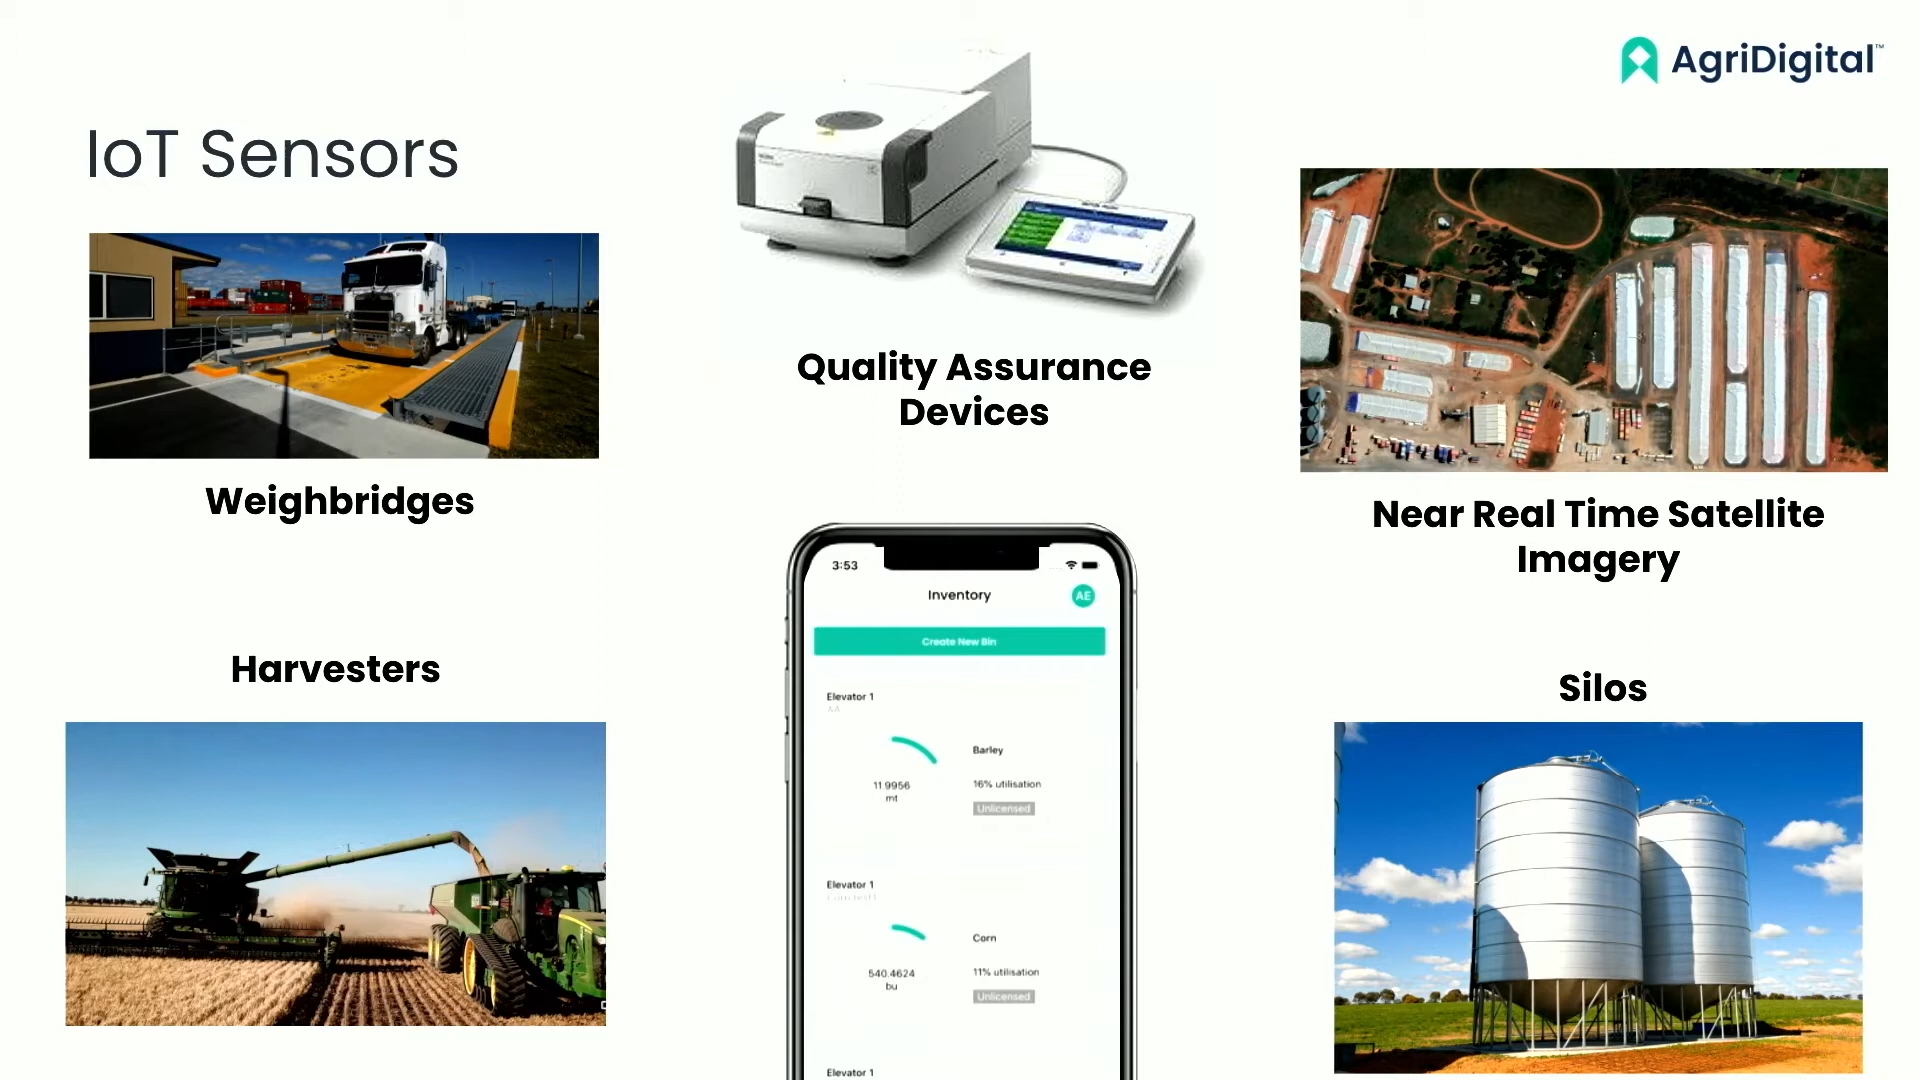 AgriDigital™
IoT Sensors
Quality Assurance
Devices
Weighbridges
Near Real Time Satellite
Imagery
Harvesters
Silos
3:53
Inventory
AE
Create New Bin
Elevator 1
AA
Barley
11.9956
mt
16% utilisation
Unlicensed
Elevator 1
Corn
540.4624
bu
11% utilisation
Unlicensed
Elevator 1